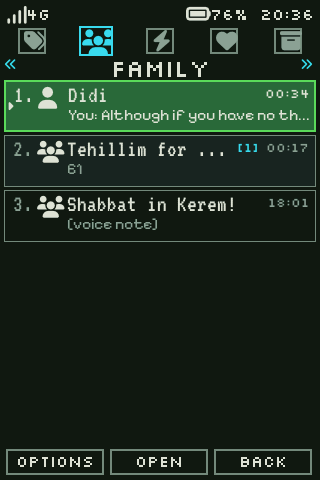 4G 76% 20:36
« »
FAMILY
1. Didi 00:34
You: Although if you have no th...
2. Tehillim for ... [1] 00:17
61
3. Shabbat in Kerem! 18:01
(voice note)
OPTIONS OPEN BACK